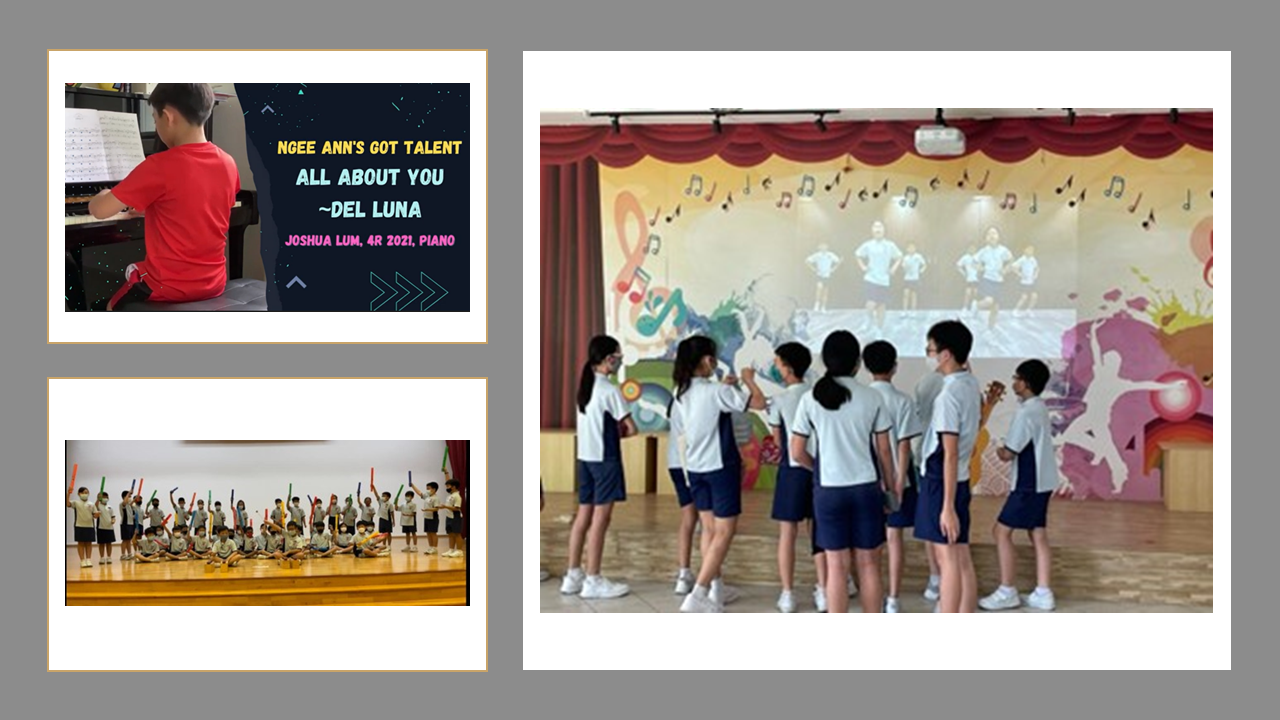 NGEE ANN'S GOT TALENT
ALL ABOUT YOU
~DEL LUNA
JOSHUA LUM, 4R 2021, PIANO